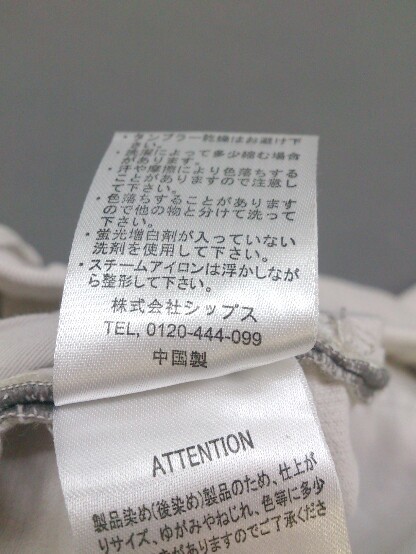 ・タンブラー乾燥はお避け下
さい。
・洗濯によって多少縮む場合
があります。
・汗や摩擦により色落ちする
ことがありますので注意し
て下さい。
・色落ちすることがあります
ので他の物と分けて洗って
下さい。
・蛍光増白剤が入っていない
洗剤を使用して下さい。
・スチームアイロンは浮かしなが
ら整形して下さい。
株式会社シップス
TEL, 0120-444-099
中国製
ATTENTION
製品染め(後染め)製品のため、仕上が
りサイズ、ゆがみやねじれ、色等に多少
がありますのでご了承くださ